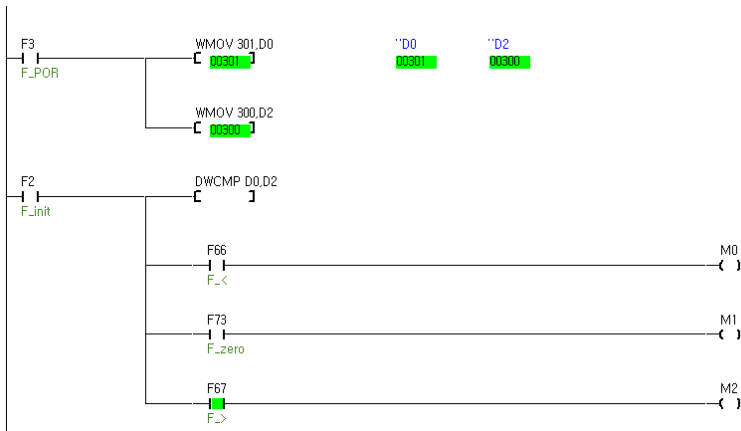 F3 WMOV 301,D0 ''D0 ''D2
00301 00301 00300
F_POR
WMOV 300,D2
00300
F2 DWCMP D0,D2
F_init
F66 M0
F_<
F73 M1
F_zero
F67 M2
F_>